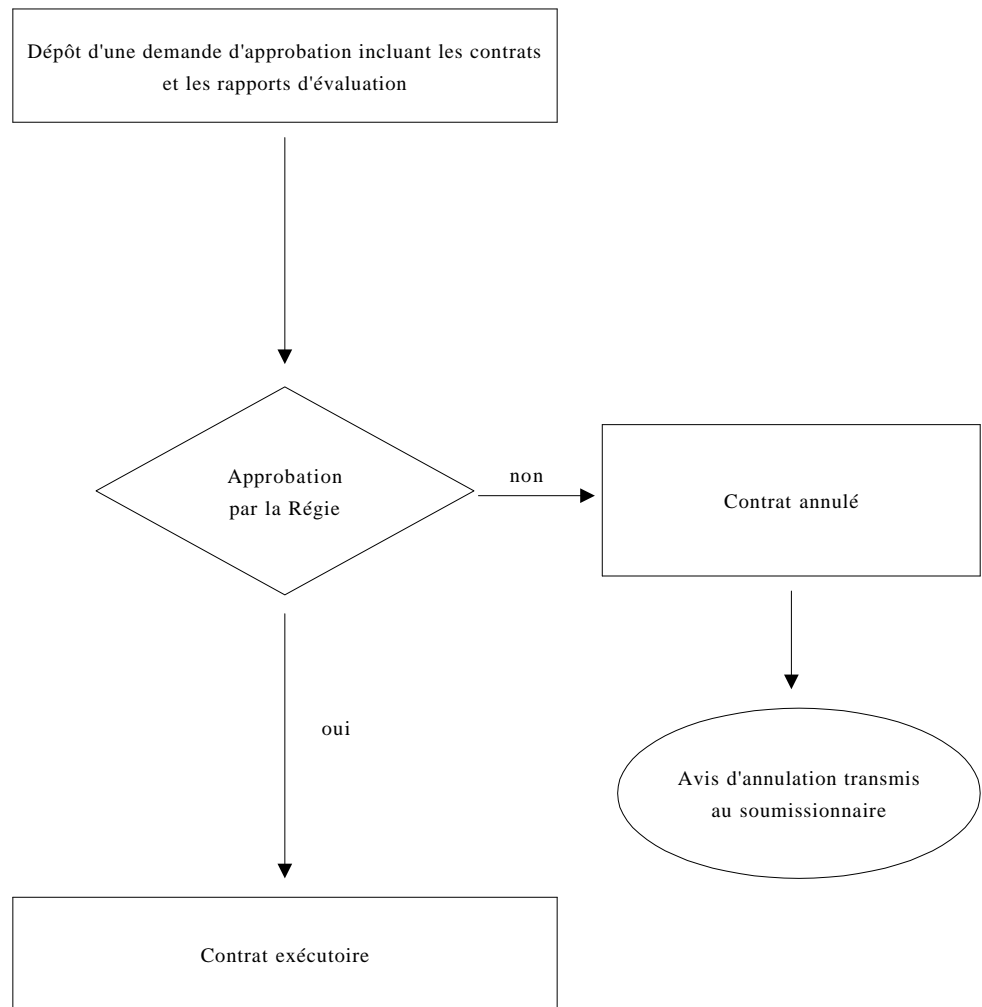 Dépôt d'une demande d'approbation incluant les contrats
et les rapports d'évaluation
Approbation
par la Régie
non
Contrat annulé
oui
Avis d'annulation transmis
au soumissionnaire
Contrat exécutoire